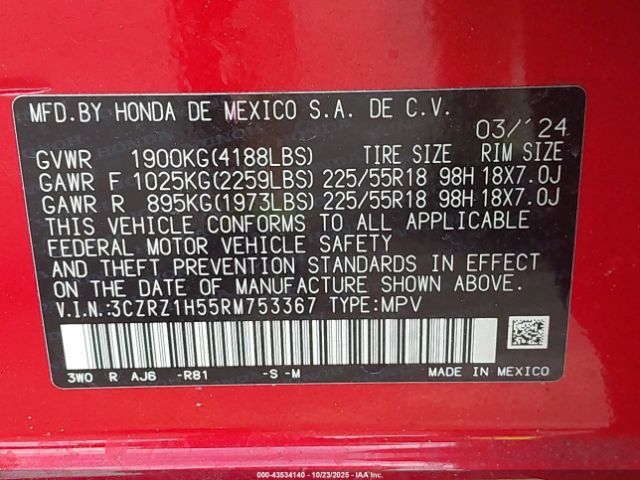 MFD.BY HONDA DE MEXICO S.A. DE C.V.
03/'24
GVWR 1900KG(4188LBS) TIRE SIZE RIM SIZE
GAWR F 1025KG(2259LBS) 225/55R18 98H 18X7.0J
GAWR R 895KG(1973LBS) 225/55R18 98H 18X7.0J
THIS VEHICLE CONFORMS TO ALL APPLICABLE
FEDERAL MOTOR VEHICLE SAFETY
AND THEFT PREVENTION STANDARDS IN EFFECT
ON THE DATE OF MANUFACTURE SHOWN ABOVE.
V.I.N.:3CZRZ1H55RM753367 TYPE:MPV
3WO R AJ6 -R81 -S -M MADE IN MEXICO
000-43534140 - 10/23/2025 - IAAI.com